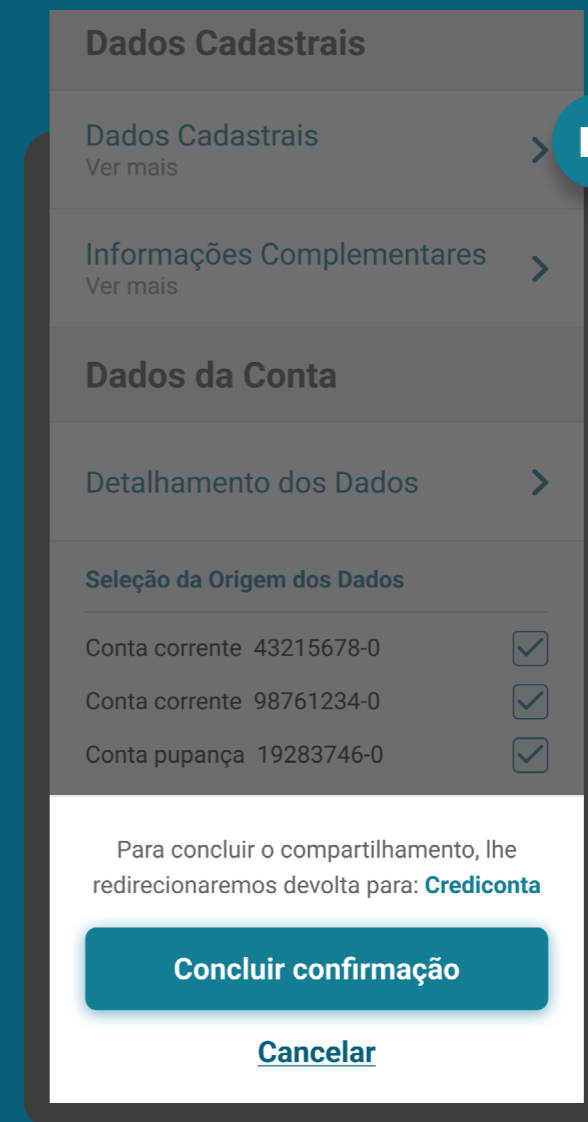 Dados Cadastrais
Dados Cadastrais
Ver mais
Informações Complementares
Ver mais
Dados da Conta
Detalhamento dos Dados
Seleção da Origem dos Dados
Conta corrente 43215678-0
Conta corrente 98761234-0
Conta pupança 19283746-0
Para concluir o compartilhamento, lhe
redirecionaremos devolta para: Crediconta
Concluir confirmação
Cancelar